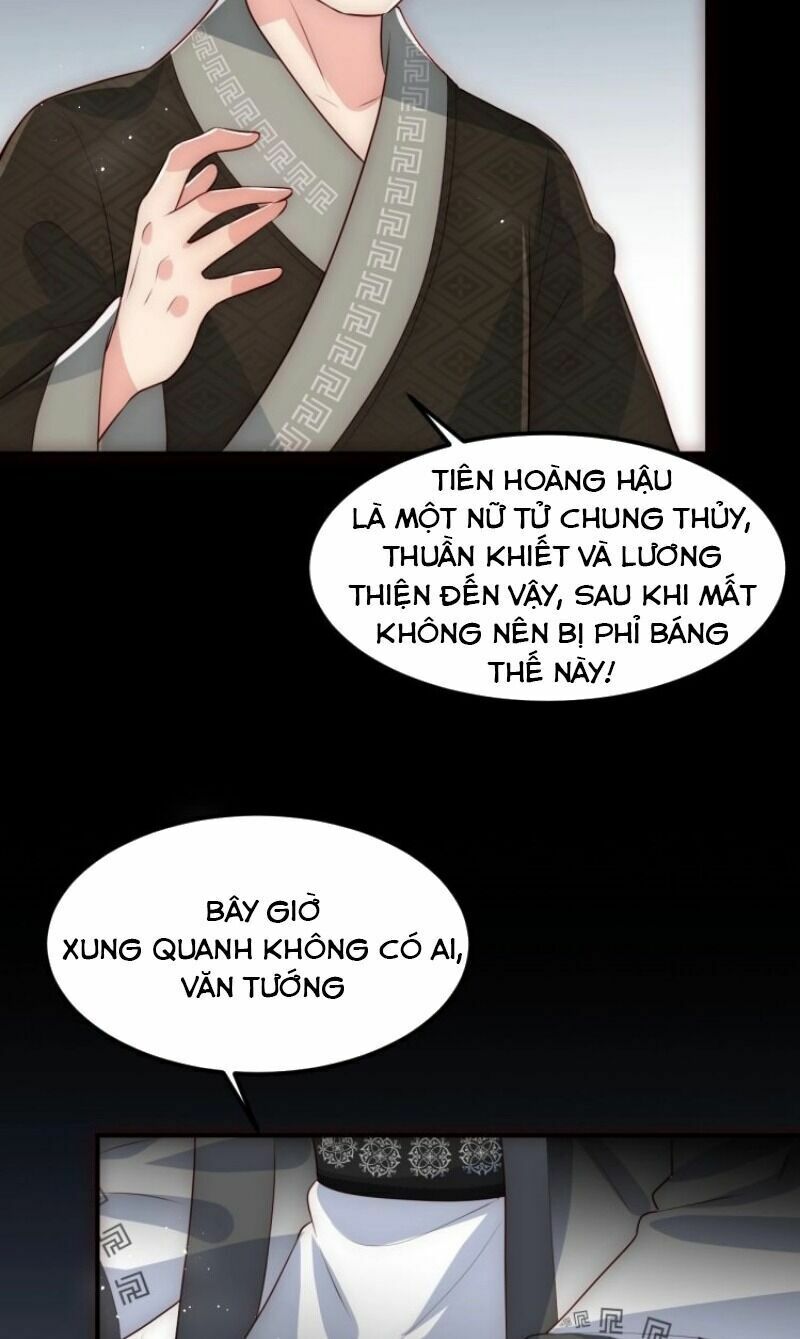 TIÊN HOÀNG HẬU
LÀ MỘT NỮ TỬ CHUNG THỦY,
THUẦN KHIẾT VÀ LƯƠNG
THIỆN ĐẾN VẬY, SAU KHI MẤT
KHÔNG NÊN BỊ PHỈ BÁNG
THẾ NÀY!
BÂY GIỜ
XUNG QUANH KHÔNG CÓ AI,
VĂN TƯỚNG